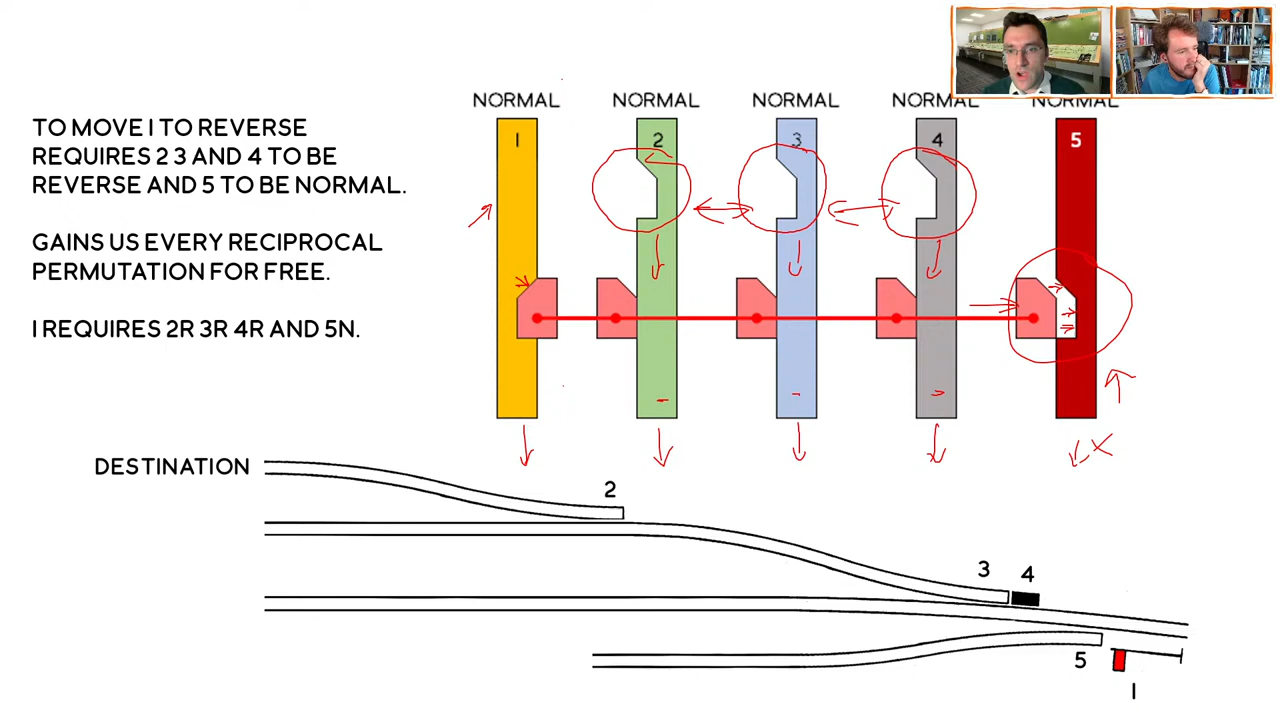 TO MOVE 1 TO REVERSE
REQUIRES 2 3 AND 4 TO BE
REVERSE AND 5 TO BE NORMAL.
GAINS US EVERY RECIPROCAL
PERMUTATION FOR FREE.
1 REQUIRES 2R 3R 4R AND 5N.
NORMAL NORMAL NORMAL NORMAL NORMAL
1 2 3 4 5
DESTINATION
2
3 4
5
1